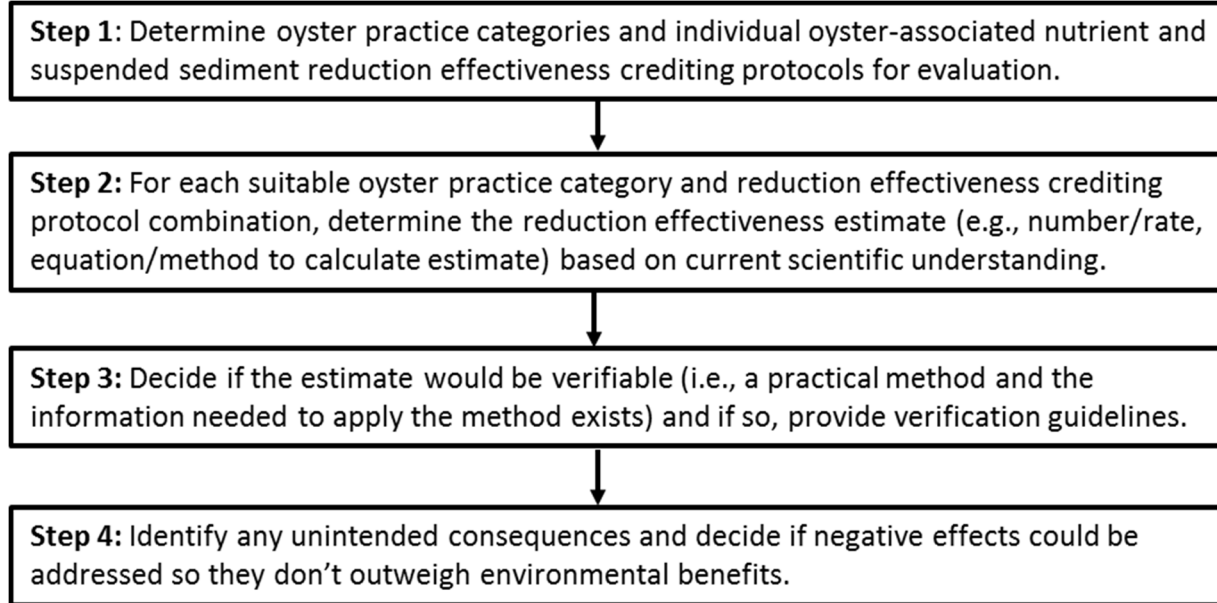 Step 1: Determine oyster practice categories and individual oyster-associated nutrient and
suspended sediment reduction effectiveness crediting protocols for evaluation.
Step 2: For each suitable oyster practice category and reduction effectiveness crediting
protocol combination, determine the reduction effectiveness estimate (e.g., number/rate,
equation/method to calculate estimate) based on current scientific understanding.
Step 3: Decide if the estimate would be verifiable (i.e., a practical method and the
information needed to apply the method exists) and if so, provide verification guidelines.
Step 4: Identify any unintended consequences and decide if negative effects could be
addressed so they don’t outweigh environmental benefits.